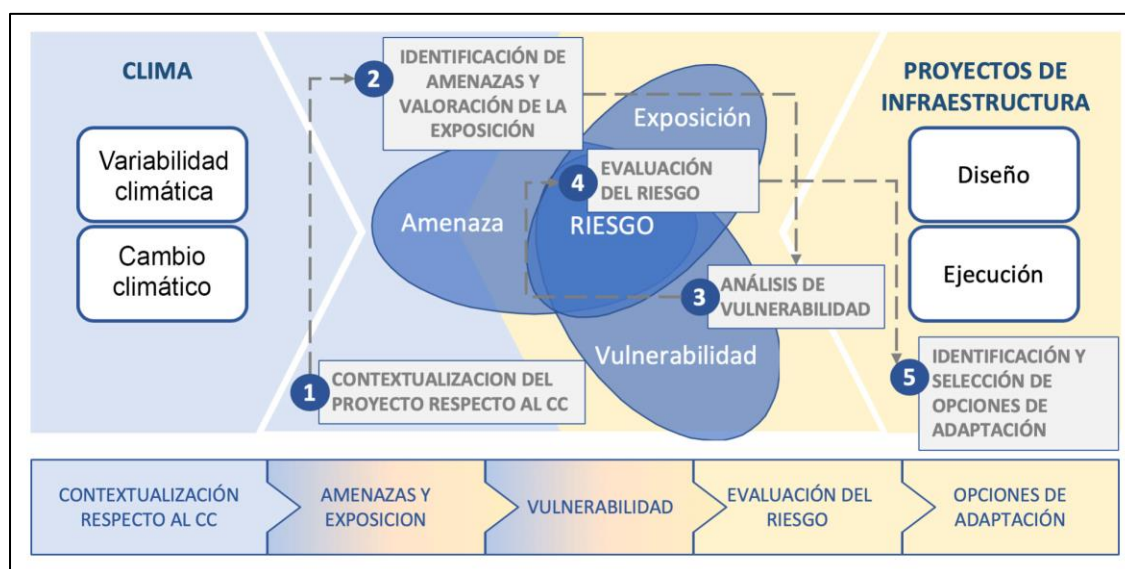 CLIMA
Variabilidad
climática
Cambio
climático
2
IDENTIFICACIÓN DE
AMENAZAS Y
VALORACIÓN DE LA
EXPOSICIÓN
Exposición
4
EVALUACIÓN
DEL RIESGO
Amenaza
RIESGO
3
ANÁLISIS DE
VULNERABILIDAD
Vulnerabilidad
1
CONTEXTUALIZACION DEL
PROYECTO RESPECTO AL CC
PROYECTOS DE
INFRAESTRUCTURA
Diseño
Ejecución
5
IDENTIFICACIÓN Y
SELECCIÓN DE
OPCIONES DE
ADAPTACIÓN
CONTEXTUALIZACIÓN
RESPECTO AL CC
AMENAZAS Y
EXPOSICION
VULNERABILIDAD
EVALUACIÓN DEL
RIESGO
OPCIONES DE
ADAPTACIÓN